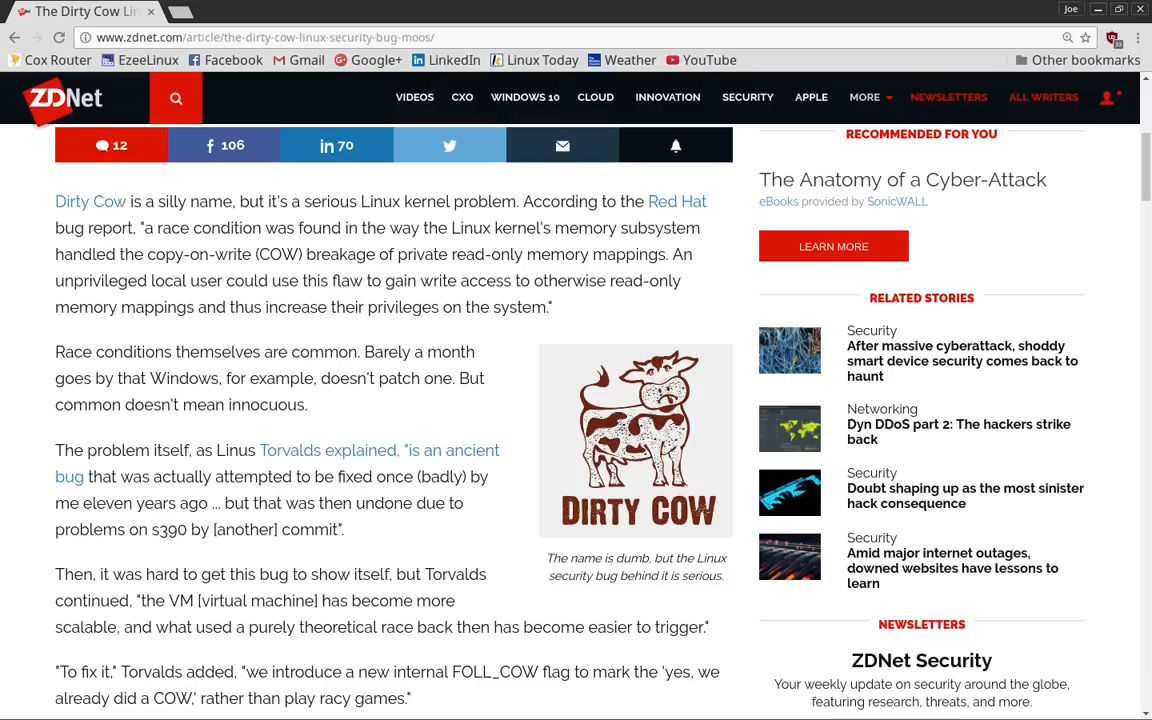 The Dirty Cow Lin
Joe
www.zdnet.com/article/the-dirty-cow-linux-security-bug-moos/
Cox Router
EzeeLinux
Facebook
Gmail
Google+
LinkedIn
Linux Today
Weather
YouTube
Other bookmarks
ZDNet
VIDEOS
CXO
WINDOWS 10
CLOUD
INNOVATION
SECURITY
APPLE
MORE
NEWSLETTERS
ALL WRITERS
12
106
in 70
Dirty Cow is a silly name, but it's a serious Linux kernel problem. According to the Red Hat
bug report, "a race condition was found in the way the Linux kernel's memory subsystem
handled the copy-on-write (COW) breakage of private read-only memory mappings. An
unprivileged local user could use this flaw to gain write access to otherwise read-only
memory mappings and thus increase their privileges on the system."
Race conditions themselves are common. Barely a month
goes by that Windows, for example, doesn't patch one. But
common doesn't mean innocuous.
The problem itself, as Linus Torvalds explained, "is an ancient
bug that was actually attempted to be fixed once (badly) by
me eleven years ago ... but that was then undone due to
problems on s390 by [another] commit".
DIRTY COW
The name is dumb, but the Linux
security bug behind it is serious.
Then, it was hard to get this bug to show itself, but Torvalds
continued, "the VM [virtual machine] has become more
scalable, and what used a purely theoretical race back then has become easier to trigger."
"To fix it," Torvalds added, "we introduce a new internal FOLL_COW flag to mark the 'yes, we
already did a COW,' rather than play racy games."
RECOMMENDED FOR YOU
The Anatomy of a Cyber-Attack
eBooks provided by SonicWALL
LEARN MORE
RELATED STORIES
Security
After massive cyberattack, shoddy
smart device security comes back to
haunt
Networking
Dyn DDoS part 2: The hackers strike
back
Security
Doubt shaping up as the most sinister
hack consequence
Security
Amid major internet outages,
downed websites have lessons to
learn
NEWSLETTERS
ZDNet Security
Your weekly update on security around the globe,
featuring research, threats, and more.